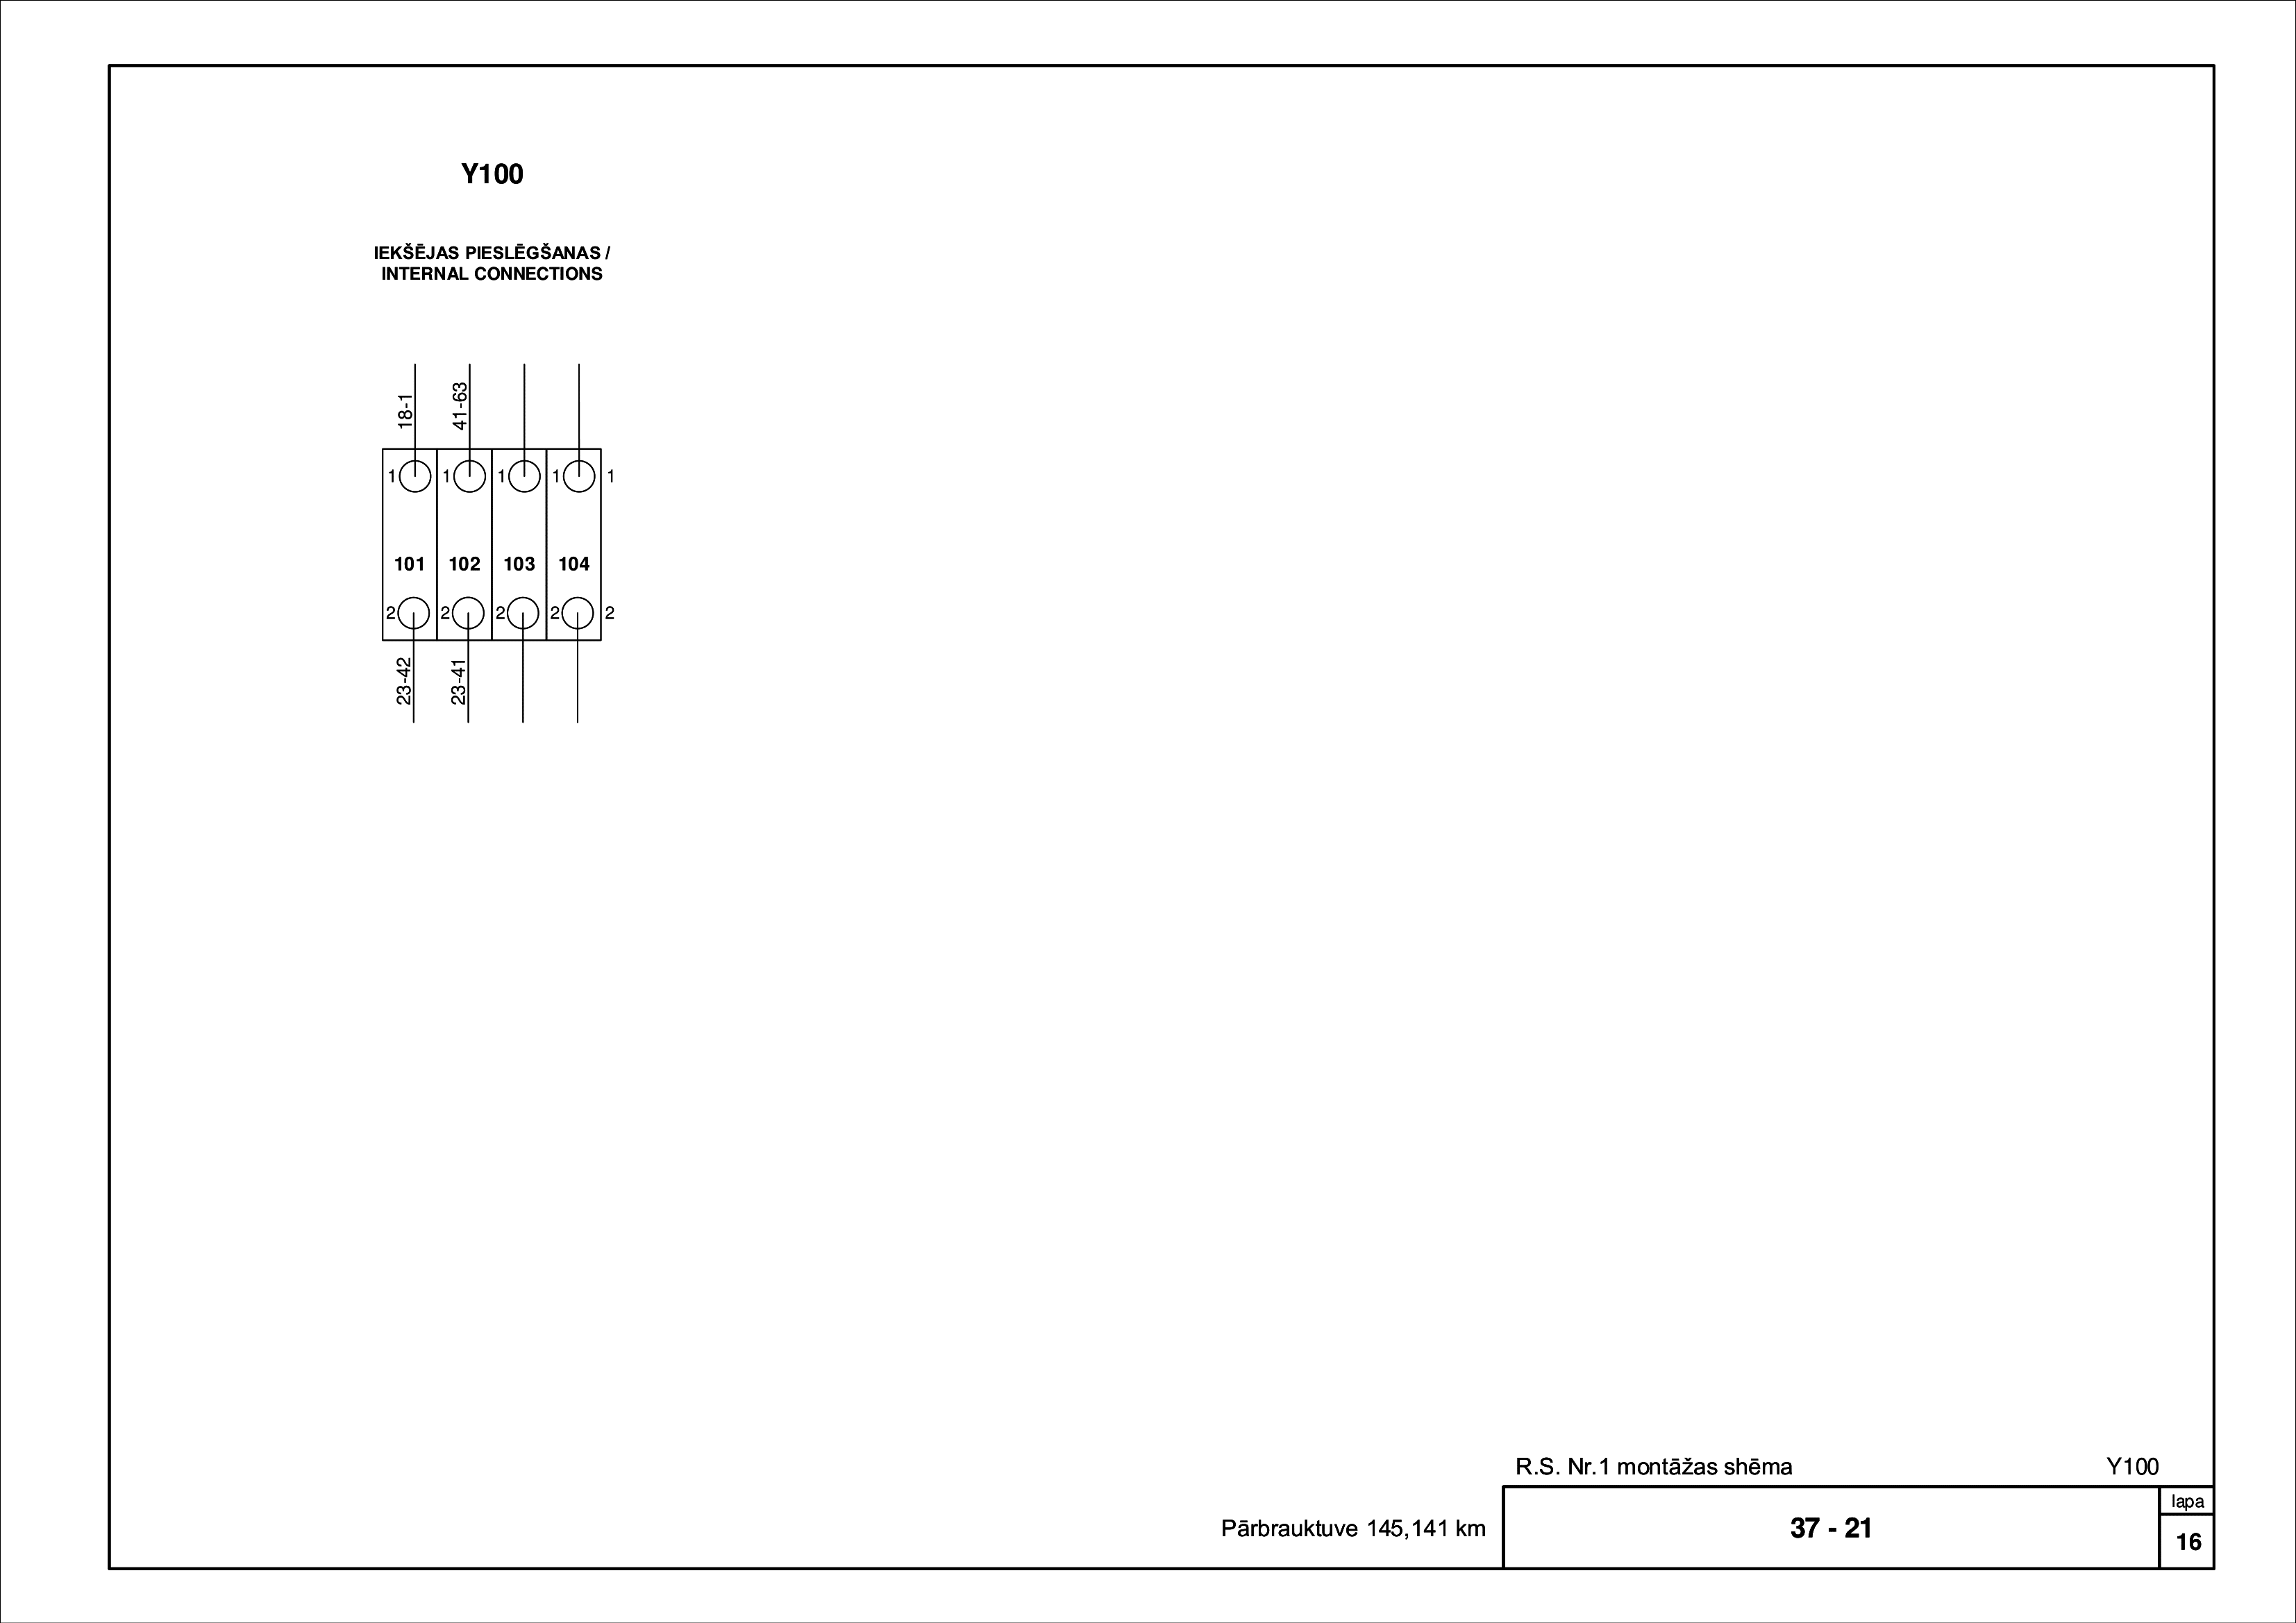 Y100
IEKŠĒJAS PIESLĒGŠANAS /
INTERNAL CONNECTIONS
18-1 41-63
1 1 1 1 1
101 102 103 104
2 2 2 2 2
23-42 23-41
R.S. Nr.1 montāžas shēma Y100
lapa
Pārbrauktuve 145,141 km 37 - 21
16